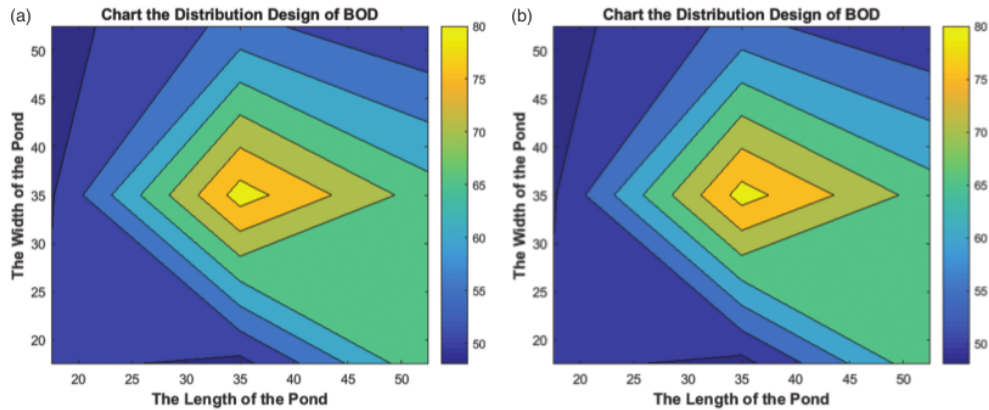 (a)
Chart the Distribution Design of BOD
The Width of the Pond
50
45
40
35
30
25
20
20 25 30 35 40 45 50
The Length of the Pond
80
75
70
65
60
55
50
(b)
Chart the Distribution Design of BOD
The Width of the Pond
50
45
40
35
30
25
20
20 25 30 35 40 45 50
The Length of the Pond
80
75
70
65
60
55
50